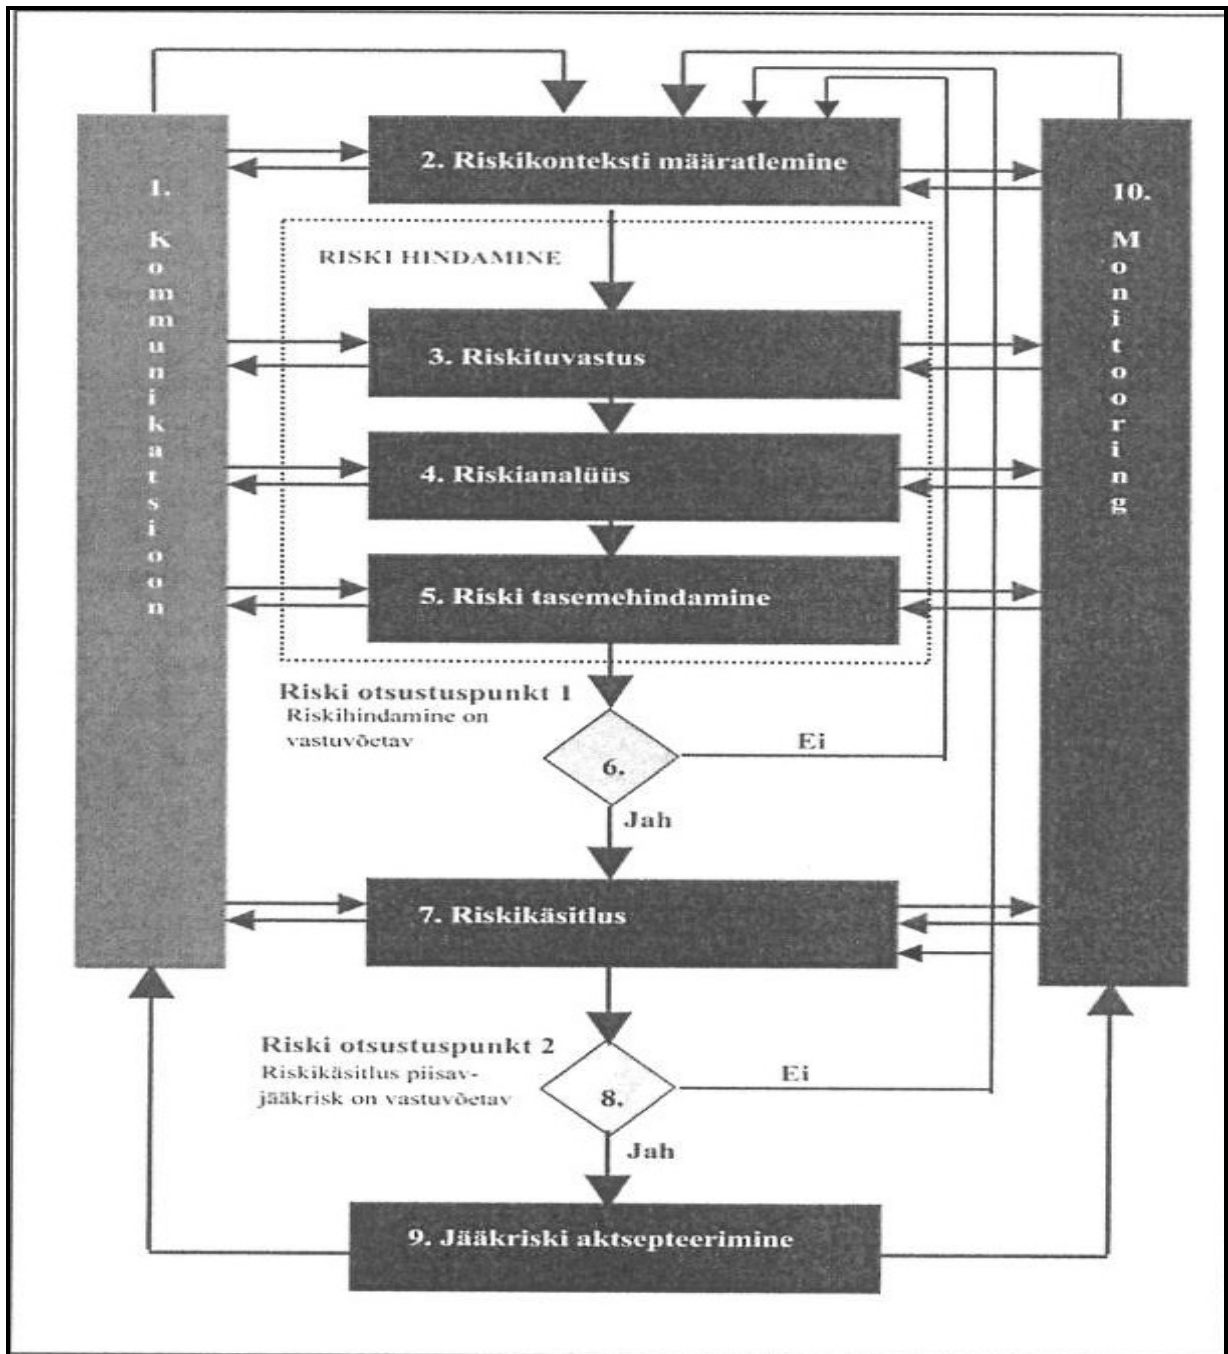 1.
Kommunikatsioon
2. Riskikonteksti määratlemine
10.
Monitooring
RISKI HINDAMINE
3. Riskituvastus
4. Riskianalüüs
5. Riski tasemehindamine
Riski otsustuspunkt 1
Riskihindamine on
vastuvõetav
6.
Ei
Jah
7. Riskikäsitlus
Riski otsustuspunkt 2
Riskikäsitlus piisav-
jääkrisk on vastuvõetav
8.
Ei
Jah
9. Jääkriski aktsepteerimine